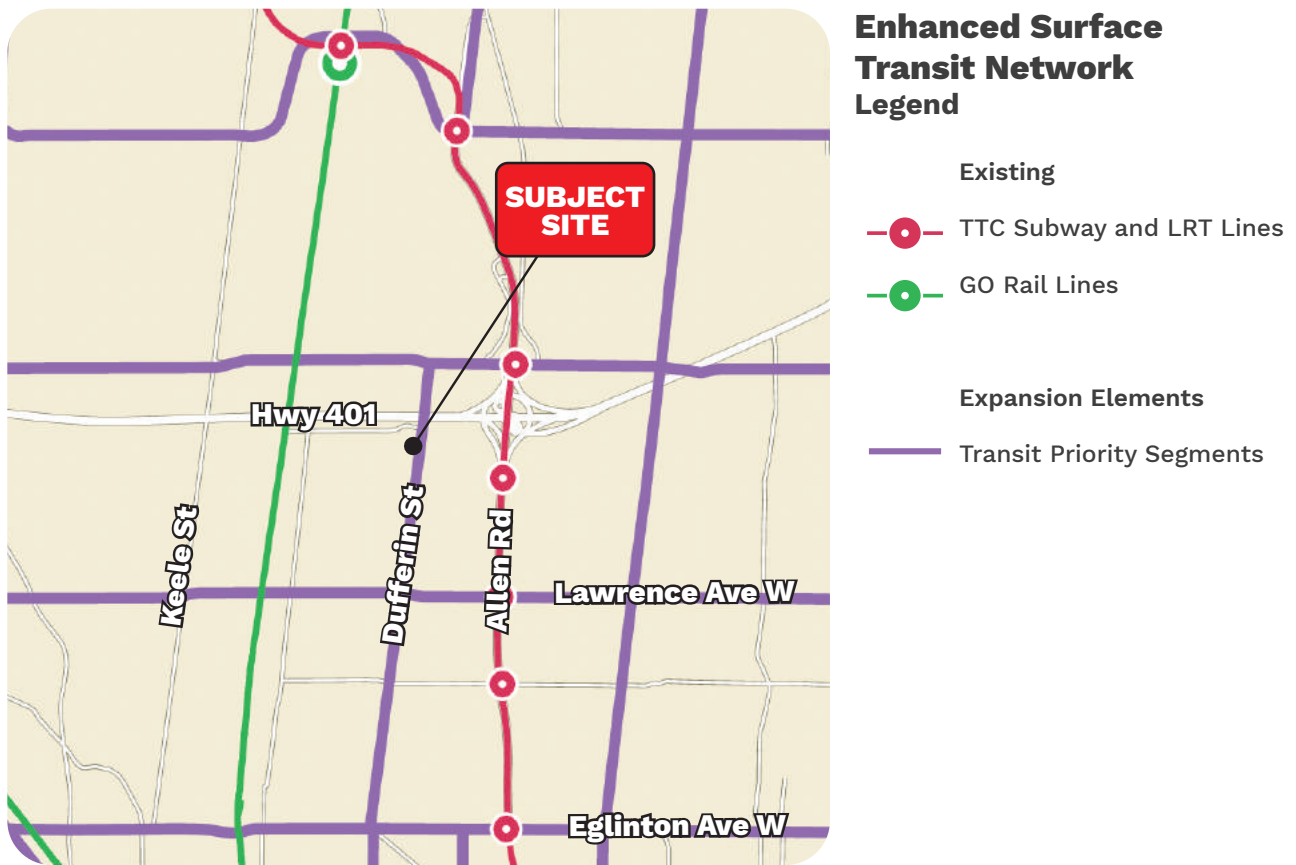 Enhanced Surface
Transit Network
Legend
Existing
TTC Subway and LRT Lines
GO Rail Lines
Expansion Elements
Transit Priority Segments
SUBJECT
SITE
Hwy 401
Keele St
Dufferin St
Allen Rd
Lawrence Ave W
Eglinton Ave W